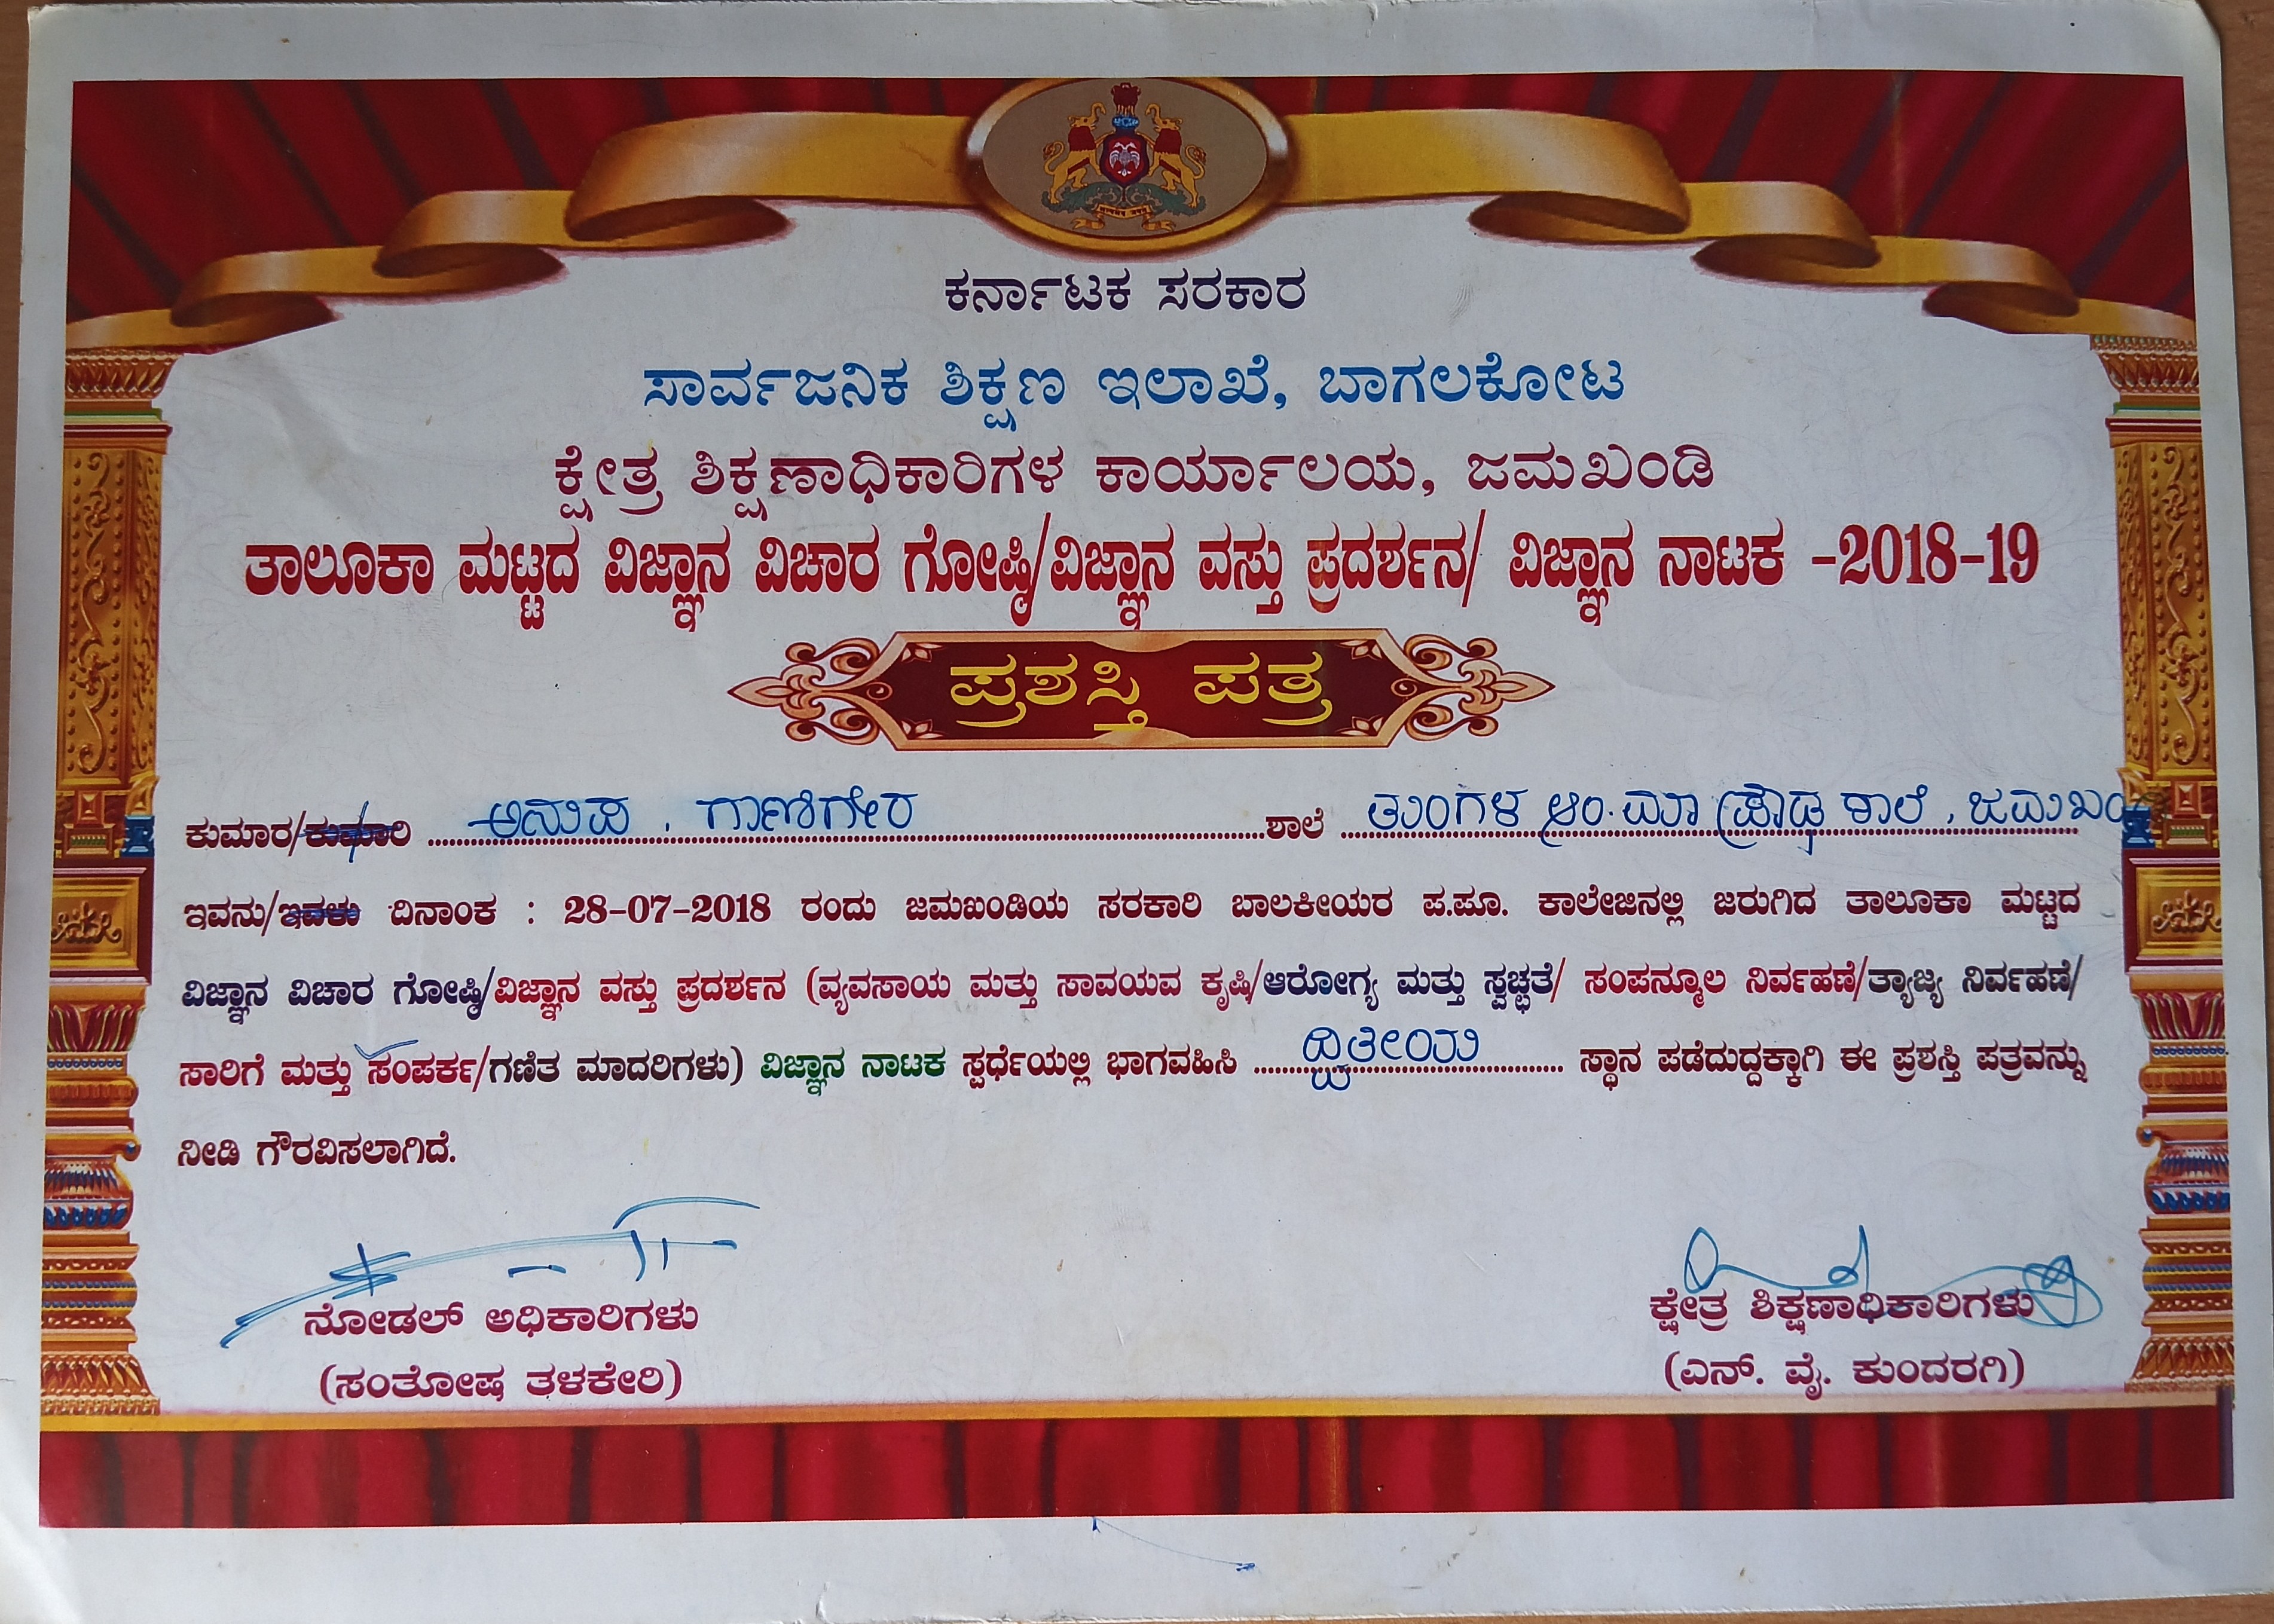 ಕರ್ನಾಟಕ ಸರಕಾರ
ಸಾರ್ವಜನಿಕ ಶಿಕ್ಷಣ ಇಲಾಖೆ, ಬಾಗಲಕೋಟ
ಕ್ಷೇತ್ರ ಶಿಕ್ಷಣಾಧಿಕಾರಿಗಳ ಕಾರ್ಯಾಲಯ, ಜಮಖಂಡಿ
ತಾಲೂಕಾ ಮಟ್ಟದ ವಿಜ್ಞಾನ ವಿಚಾರ ಗೋಷ್ಠಿ/ವಿಜ್ಞಾನ ವಸ್ತು ಪ್ರದರ್ಶನ/ ವಿಜ್ಞಾನ ನಾಟಕ -2018-19
ಪ್ರಶಸ್ತಿ ಪತ್ರ
ಕುಮಾರ/ಕುಮಾರಿ ಅನುಪ . ಗಾಣಿಗೇರ ಶಾಲೆ ತುಂಗಳ ಆಂ.ಮಾ ಪ್ರೌಢ ಶಾಲೆ , ಜಮಖಂ
ಇವನು/ಇವಳು ದಿನಾಂಕ : 28-07-2018 ರಂದು ಜಮಖಂಡಿಯ ಸರಕಾರಿ ಬಾಲಕೀಯರ ಪ.ಪೂ. ಕಾಲೇಜಿನಲ್ಲಿ ಜರುಗಿದ ತಾಲೂಕಾ ಮಟ್ಟದ
ವಿಜ್ಞಾನ ವಿಚಾರ ಗೋಷ್ಠಿ/ವಿಜ್ಞಾನ ವಸ್ತು ಪ್ರದರ್ಶನ (ವ್ಯವಸಾಯ ಮತ್ತು ಸಾವಯವ ಕೃಷಿ/ಆರೋಗ್ಯ ಮತ್ತು ಸ್ವಚ್ಛತೆ/ ಸಂಪನ್ಮೂಲ ನಿರ್ವಹಣೆ/ತ್ಯಾಜ್ಯ ನಿರ್ವಹಣೆ/
ಸಾರಿಗೆ ಮತ್ತು ಸಂಪರ್ಕ/ಗಣಿತ ಮಾದರಿಗಳು) ವಿಜ್ಞಾನ ನಾಟಕ ಸ್ಪರ್ಧೆಯಲ್ಲಿ ಭಾಗವಹಿಸಿ ದ್ವಿತೀಯ ಸ್ಥಾನ ಪಡೆದುದ್ದಕ್ಕಾಗಿ ಈ ಪ್ರಶಸ್ತಿ ಪತ್ರವನ್ನು
ನೀಡಿ ಗೌರವಿಸಲಾಗಿದೆ.
ನೋಡಲ್ ಅಧಿಕಾರಿಗಳು
(ಸಂತೋಷ ತಳಕೇರಿ)
ಕ್ಷೇತ್ರ ಶಿಕ್ಷಣಾಧಿಕಾರಿಗಳು
(ಎನ್. ವೈ. ಕುಂದರಗಿ)